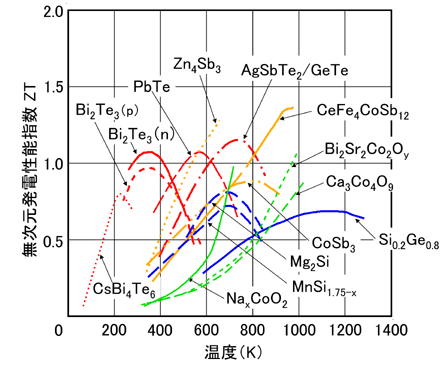 2.0
1.5
1.0
0.5
0
無次元発電性能指数 ZT
Zn4Sb3
AgSbTe2/GeTe
PbTe
Bi2Te3(p)
CeFe4CoSb12
Bi2Te3(n)
Bi2Sr2Co2Oy
Ca3Co4O9
CoSb3
Si0.2Ge0.8
Mg2Si
CsBi4Te6
MnSi1.75-x
NaxCoO2
200 400 600 800 1000 1200 1400
温度(K)